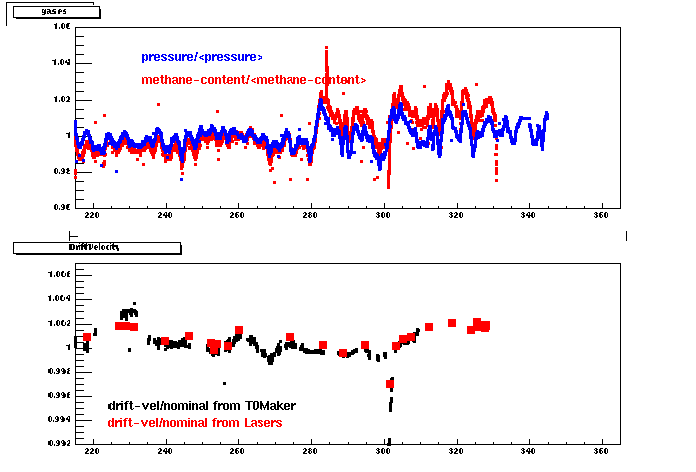 gases
1.06
pressure/<pressure>
1.04
methane-content/<methane-content>
1.02
1
0.98
0.96
220 240 260 280 300 320 340 360
DriftVelocity
1.006
1.004
1.002
1
0.998
0.996
0.994
drift-vel/nominal from T0Maker
drift-vel/nominal from Lasers
0.992
220 240 260 280 300 320 340 360